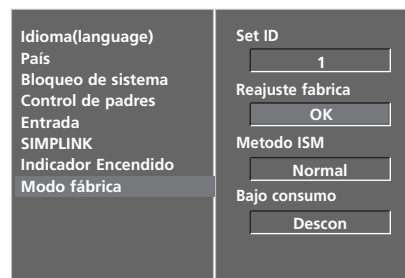 Idioma(language)
País
Bloqueo de sistema
Control de padres
Entrada
SIMPLINK
Indicador Encendido
Modo fábrica
Set ID
1
Reajuste fabrica
OK
Metodo ISM
Normal
Bajo consumo
Descon